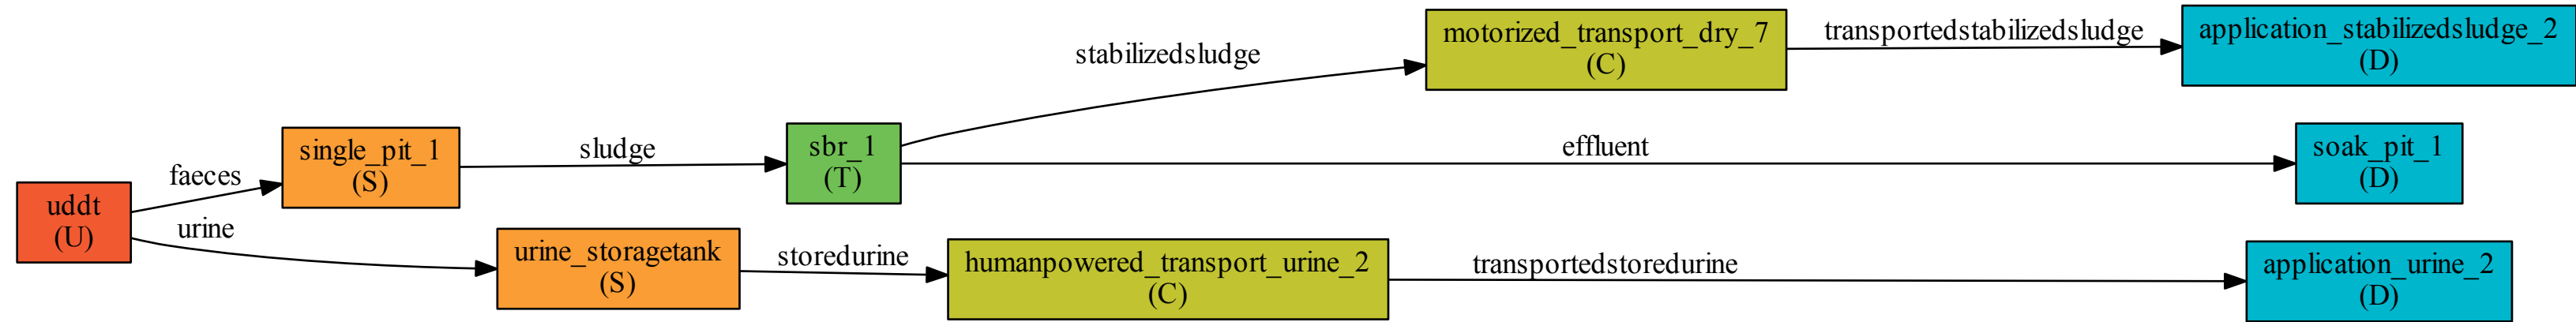 uddt
(U)
faeces
urine
single_pit_1
(S)
sludge
urine_storagetank
(S)
storedurine
sbr_1
(T)
stabilizedsludge
effluent
humanpowered_transport_urine_2
(C)
transportedstoredurine
motorized_transport_dry_7
(C)
transportedstabilizedsludge
application_stabilizedsludge_2
(D)
soak_pit_1
(D)
application_urine_2
(D)